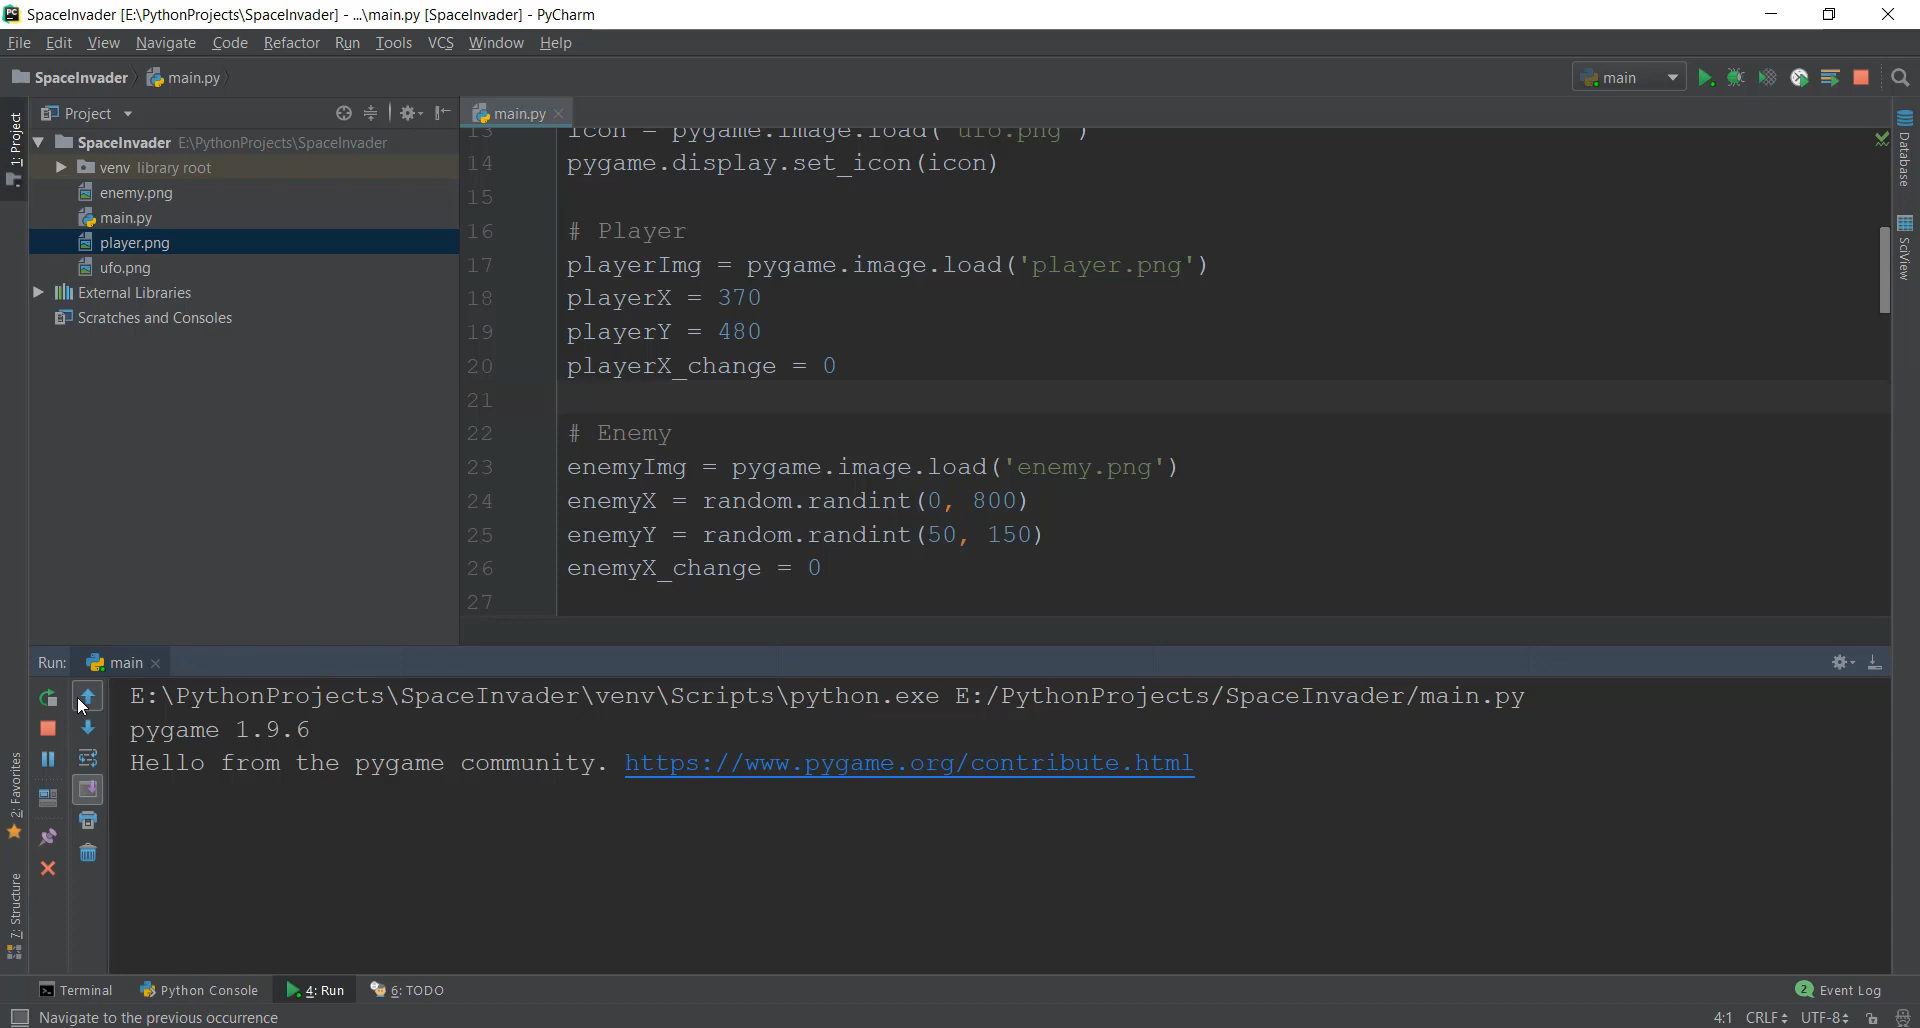 PC SpaceInvader [E:\PythonProjects\SpaceInvader] - ...\main.py [SpaceInvader] - PyCharm
File Edit View Navigate Code Refactor Run Tools VCS Window Help
SpaceInvader main.py main
1: Project
Project
main.py
SpaceInvader E:\PythonProjects\SpaceInvader
venv library root
enemy.png
main.py
player.png
ufo.png
External Libraries
Scratches and Consoles
13 icon = pygame.image.load('ufo.png')
14 pygame.display.set_icon(icon)
15
16 # Player
17 playerImg = pygame.image.load('player.png')
18 playerX = 370
19 playerY = 480
20 playerX_change = 0
21
22 # Enemy
23 enemyImg = pygame.image.load('enemy.png')
24 enemyX = random.randint(0, 800)
25 enemyY = random.randint(50, 150)
26 enemyX_change = 0
27
Database
SciView
Run: main
E:\PythonProjects\SpaceInvader\venv\Scripts\python.exe E:/PythonProjects/SpaceInvader/main.py
pygame 1.9.6
Hello from the pygame community. https://www.pygame.org/contribute.html
2: Favorites
7: Structure
Terminal Python Console 4: Run 6: TODO 2 Event Log
Navigate to the previous occurrence 4:1 CRLF UTF-8